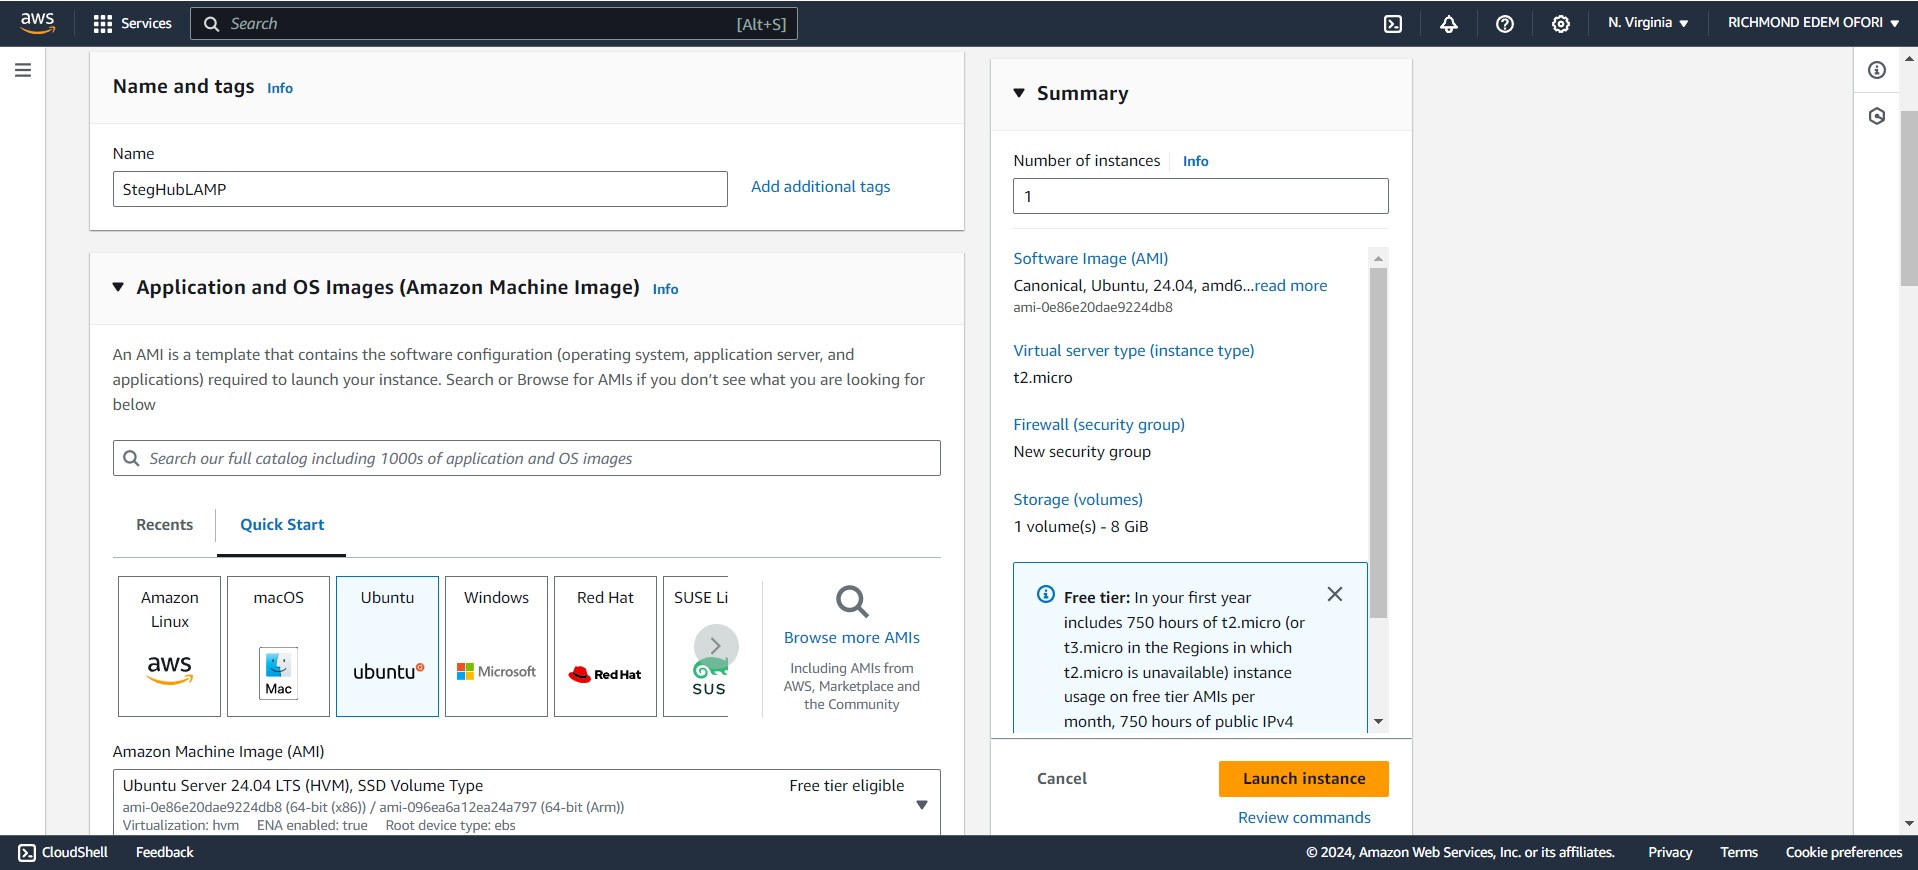 aws
Services
Search
[Alt+S]
N. Virginia
RICHMOND EDEM OFORI
Name and tags Info
Name
StegHubLAMP
Add additional tags
Application and OS Images (Amazon Machine Image) Info
An AMI is a template that contains the software configuration (operating system, application server, and
applications) required to launch your instance. Search or Browse for AMIs if you don't see what you are looking for
below
Search our full catalog including 1000s of application and OS images
Recents
Quick Start
Amazon
Linux
aws
macOS
Mac
Ubuntu
ubuntu
Windows
Microsoft
Red Hat
Red Hat
SUSE Li
SUS
Browse more AMIs
Including AMIs from
AWS, Marketplace and
the Community
Amazon Machine Image (AMI)
Ubuntu Server 24.04 LTS (HVM), SSD Volume Type
Free tier eligible
ami-0e86e20dae9224db8 (64-bit (x86)) / ami-096ea6a12ea24a797 (64-bit (Arm))
Virtualization: hvm ENA enabled: true Root device type: ebs
Summary
Number of instances Info
1
Software Image (AMI)
Canonical, Ubuntu, 24.04, amd6...read more
ami-0e86e20dae9224db8
Virtual server type (instance type)
t2.micro
Firewall (security group)
New security group
Storage (volumes)
1 volume(s) - 8 GiB
Free tier: In your first year
includes 750 hours of t2.micro (or
t3.micro in the Regions in which
t2.micro is unavailable) instance
usage on free tier AMIs per
month, 750 hours of public IPv4
Cancel
Launch instance
Review commands
CloudShell
Feedback
© 2024, Amazon Web Services, Inc. or its affiliates.
Privacy
Terms
Cookie preferences